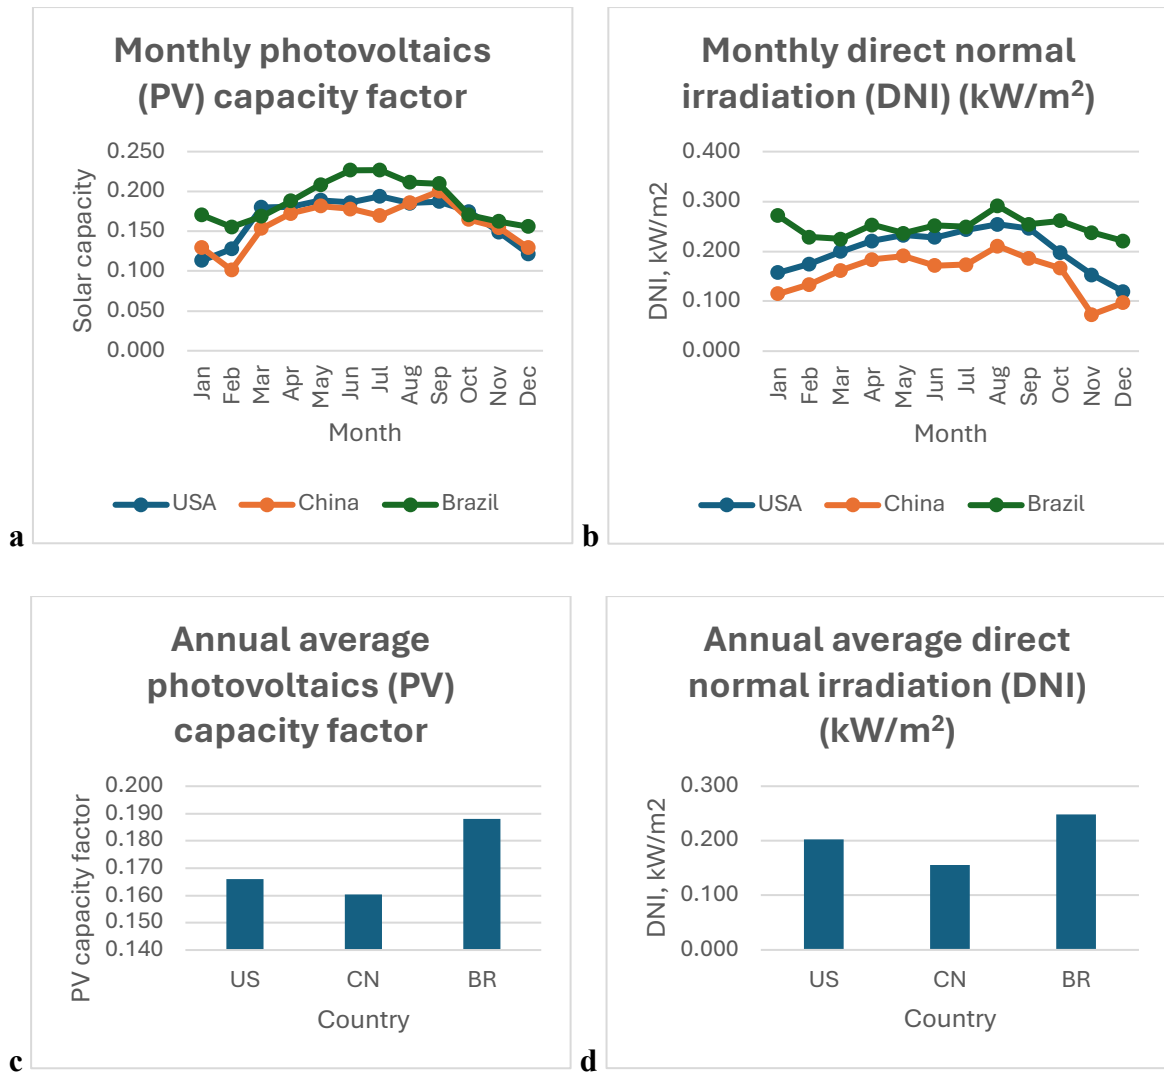 Monthly photovoltaics
(PV) capacity factor
Solar capacity
0.250
0.200
0.150
0.100
0.050
0.000
Jan
Feb
Mar
Apr
May
Jun
Jul
Aug
Sep
Oct
Nov
Dec
Month
USA China Brazil
a
Monthly direct normal
irradiation (DNI) (kW/m²)
DNI, kW/m2
0.400
0.300
0.200
0.100
0.000
Jan
Feb
Mar
Apr
May
Jun
Jul
Aug
Sep
Oct
Nov
Dec
Month
USA China Brazil
b
Annual average
photovoltaics (PV)
capacity factor
PV capacity factor
0.200
0.190
0.180
0.170
0.160
0.150
0.140
US CN BR
Country
c
Annual average direct
normal irradiation (DNI)
(kW/m²)
DNI, kW/m2
0.300
0.200
0.100
0.000
US CN BR
Country
d